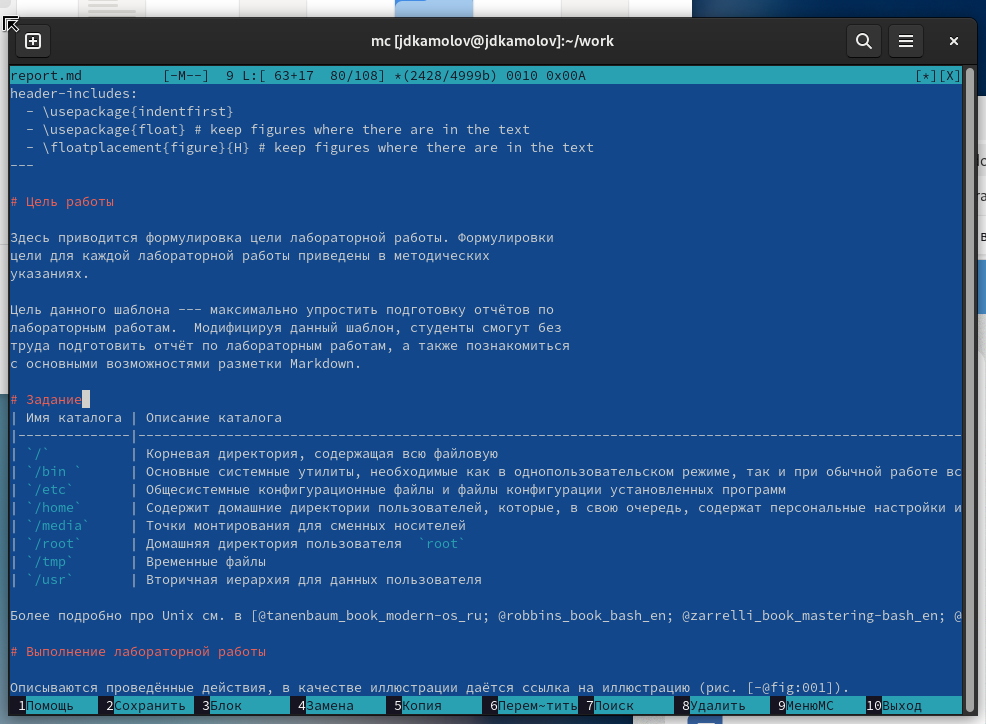 mc [jdkamolov@jdkamolov]:~/work
report.md          [-M--]  9 L:[ 63+17  80/108] *(2428/4999b) 0010 0x00A                                         [*][X]
header-includes:
  - \usepackage{indentfirst}
  - \usepackage{float} # keep figures where there are in the text
  - \floatplacement{figure}{H} # keep figures where there are in the text
---
# Цель работы
Здесь приводится формулировка цели лабораторной работы. Формулировки
цели для каждой лабораторной работы приведены в методических
указаниях.
Цель данного шаблона --- максимально упростить подготовку отчётов по
лабораторным работам.  Модифицируя данный шаблон, студенты смогут без
труда подготовить отчёт по лабораторным работам, а также познакомиться
с основными возможностями разметки Markdown.
# Задание
| Имя каталога | Описание каталога
|--------------|-------------------------------------------------------------------------------------------------------
| `/`          | Корневая директория, содержащая всю файловую
| `/bin `      | Основные системные утилиты, необходимые как в однопользовательском режиме, так и при обычной работе вс
| `/etc`       | Общесистемные конфигурационные файлы и файлы конфигурации установленных программ
| `/home`      | Содержит домашние директории пользователей, которые, в свою очередь, содержат персональные настройки и
| `/media`     | Точки монтирования для сменных носителей
| `/root`      | Домашняя директория пользователя  `root`
| `/tmp`       | Временные файлы
| `/usr`       | Вторичная иерархия для данных пользователя
Более подробно про Unix см. в [@tanenbaum_book_modern-os_ru; @robbins_book_bash_en; @zarrelli_book_mastering-bash_en; @
# Выполнение лабораторной работы
Описываются проведённые действия, в качестве иллюстрации даётся ссылка на иллюстрацию (рис. [-@fig:001]).
1Помощь 2Сохранить 3Блок 4Замена 5Копия 6Перем~тить 7Поиск 8Удалить 9МенюMC 10Выход